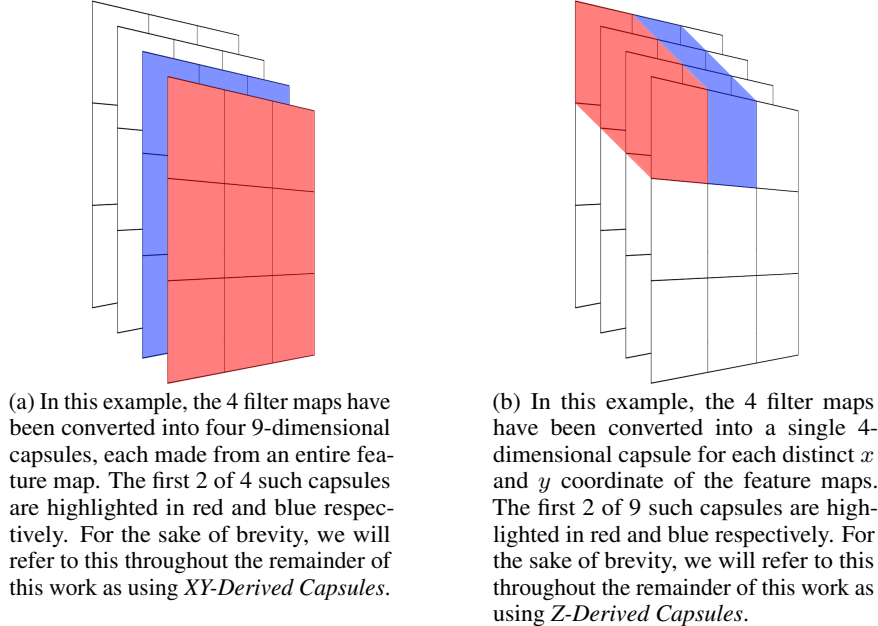 (a) In this example, the 4 filter maps have
been converted into four 9-dimensional
capsules, each made from an entire fea-
ture map. The first 2 of 4 such capsules
are highlighted in red and blue respec-
tively. For the sake of brevity, we will
refer to this throughout the remainder of
this work as using XY-Derived Capsules.
(b) In this example, the 4 filter maps
have been converted into a single 4-
dimensional capsule for each distinct x
and y coordinate of the feature maps.
The first 2 of 9 such capsules are high-
lighted in red and blue respectively. For
the sake of brevity, we will refer to this
throughout the remainder of this work as
using Z-Derived Capsules.